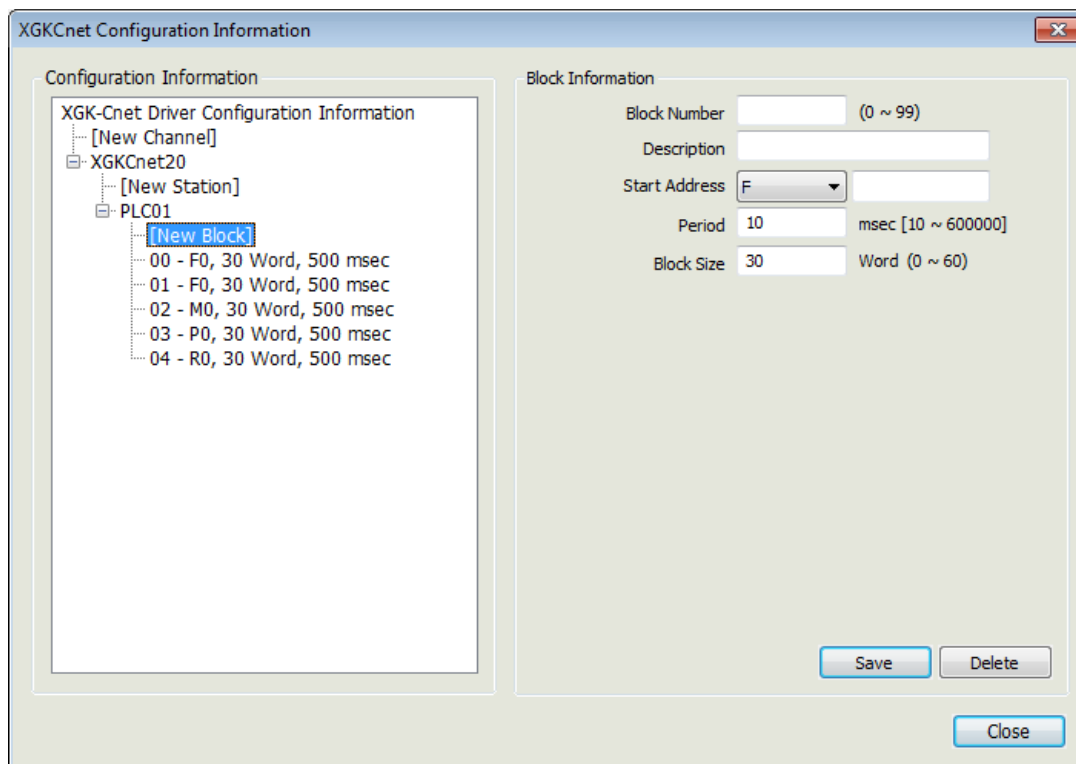 XGKCnet Configuration Information
Configuration Information
XGK-Cnet Driver Configuration Information
[New Channel]
XGKCnet20
[New Station]
PLC01
[New Block]
00 - F0, 30 Word, 500 msec
01 - F0, 30 Word, 500 msec
02 - M0, 30 Word, 500 msec
03 - P0, 30 Word, 500 msec
04 - R0, 30 Word, 500 msec
Block Information
Block Number (0 ~ 99)
Description
Start Address F
Period 10 msec [10 ~ 600000]
Block Size 30 Word (0 ~ 60)
Save Delete
Close